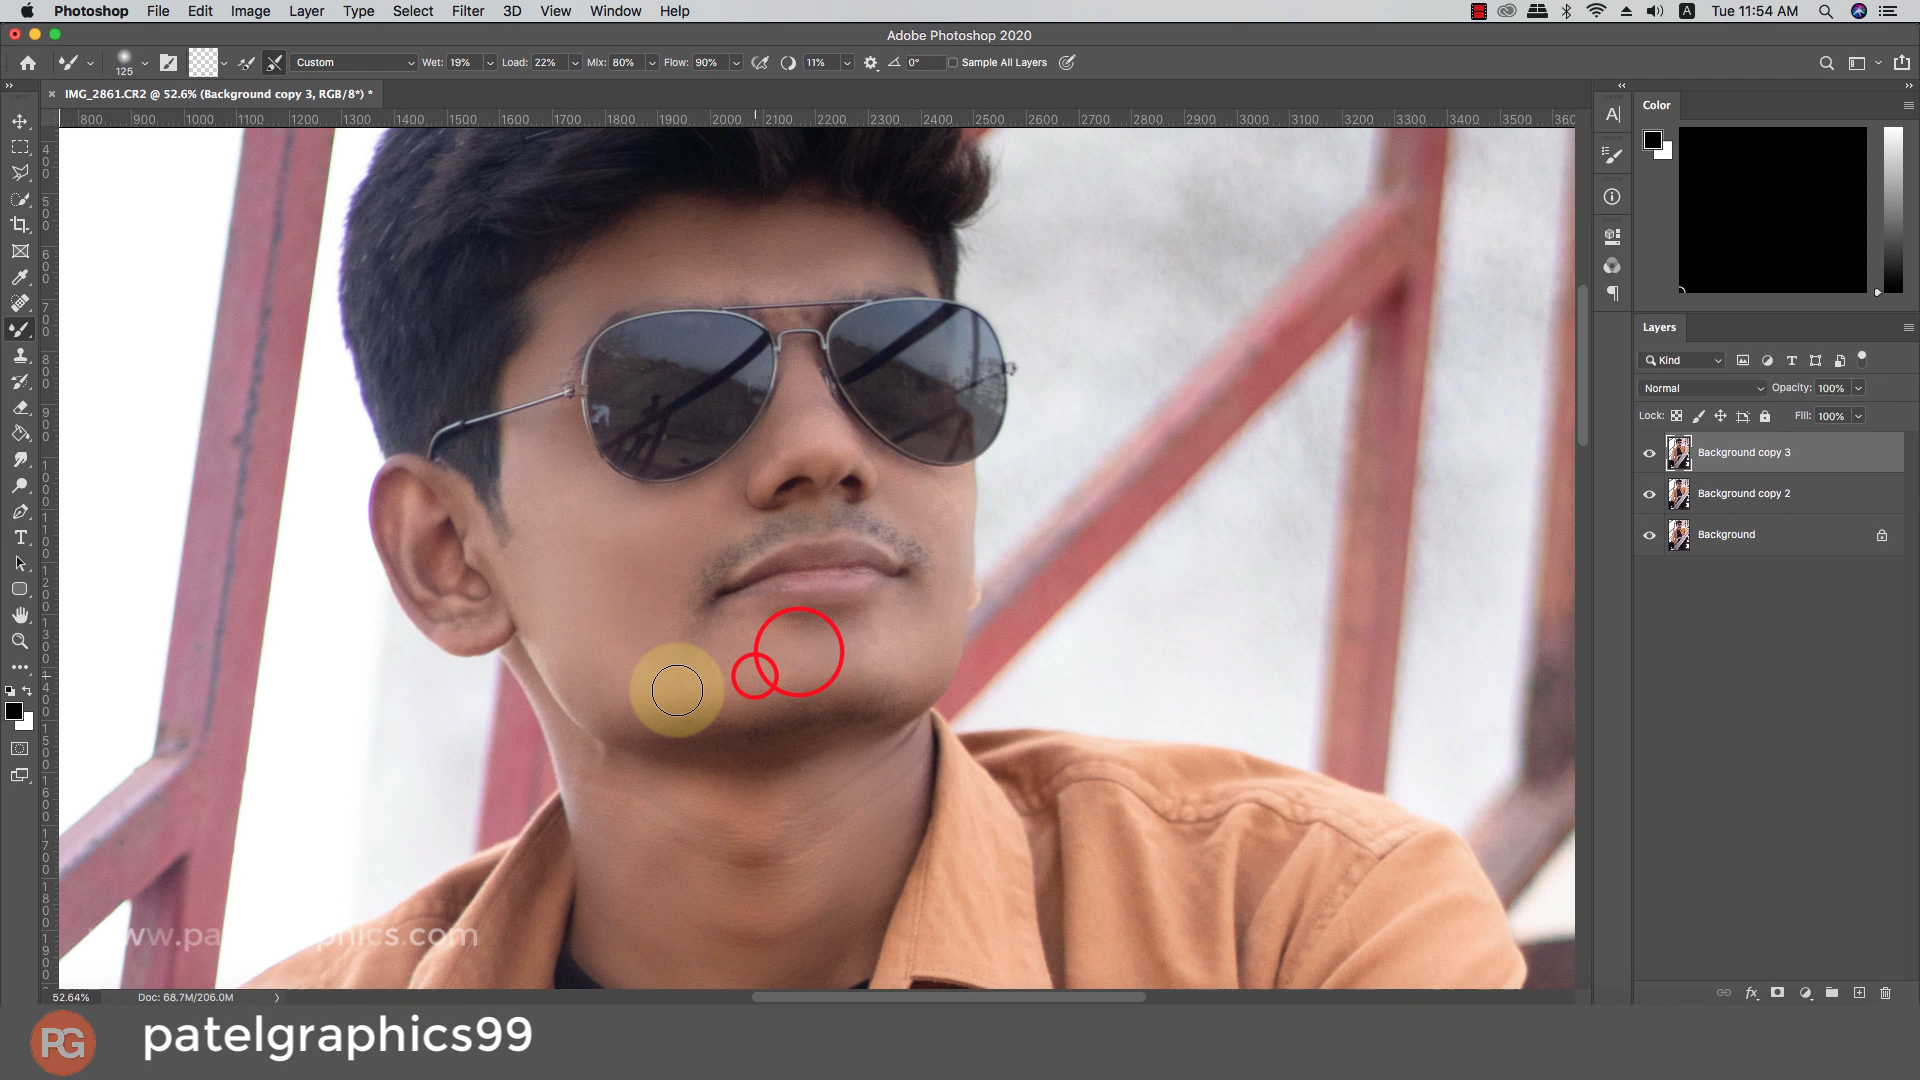 Photoshop File Edit Image Layer Type Select Filter 3D View Window Help A Tue 11:54 AM
Adobe Photoshop 2020
125 Custom Wet: 19% Load: 22% Mix: 80% Flow: 90% 11% 0° Sample All Layers
IMG_2861.CR2 @ 52.6% (Background copy 3, RGB/8*) *
800 900 1000 1100 1200 1300 1400 1500 1600 1700 1800 1900 2000 2100 2200 2300 2400 2500 2600 2700 2800 2900 3000 3100 3200 3300 3400 3500
Color
Layers
Kind
Normal Opacity: 100%
Lock: Fill: 100%
Background copy 3
Background copy 2
Background
52.64% Doc: 68.7M/206.0M
PG patelgraphics99